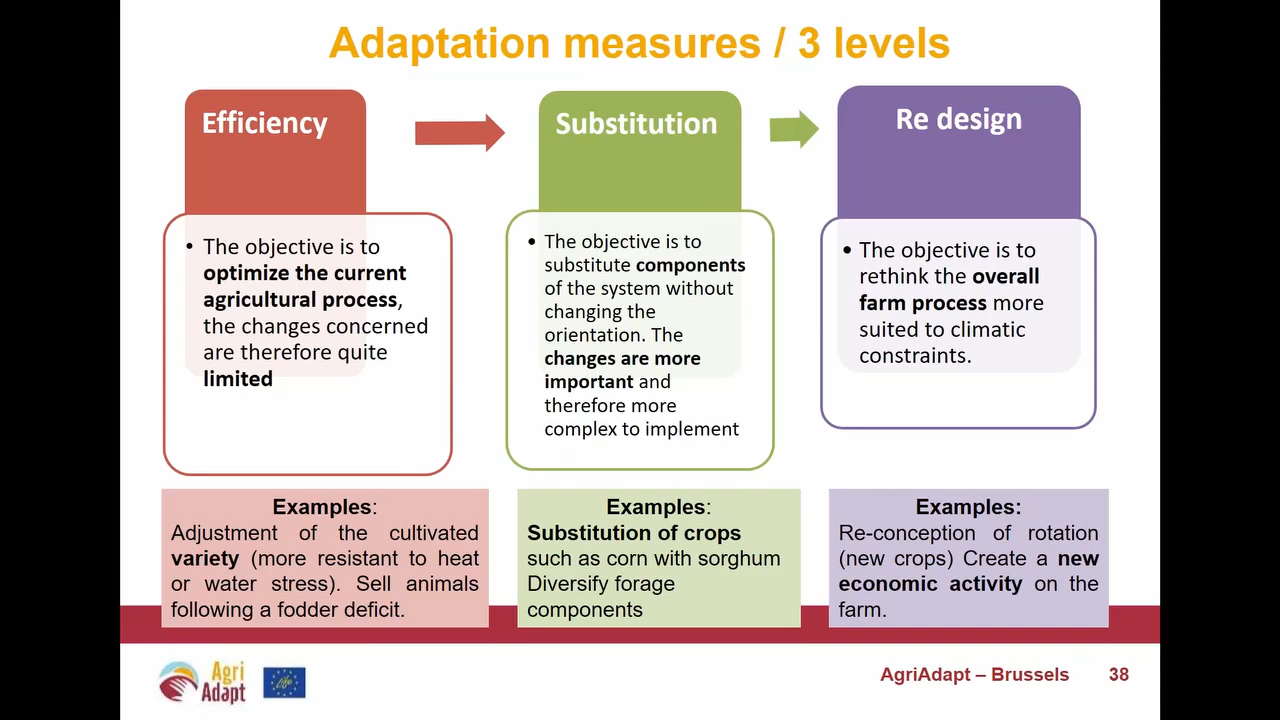 Adaptation measures / 3 levels
Efficiency
• The objective is to
optimize the current
agricultural process,
the changes concerned
are therefore quite
limited
Substitution
• The objective is to
substitute components
of the system without
changing the
orientation. The
changes are more
important and
therefore more
complex to implement
Re design
• The objective is to
rethink the overall
farm process more
suited to climatic
constraints.
Examples:
Adjustment of the cultivated
variety (more resistant to heat
or water stress). Sell animals
following a fodder deficit.
Examples:
Substitution of crops
such as corn with sorghum
Diversify forage
components
Examples:
Re-conception of rotation
(new crops) Create a new
economic activity on the
farm.
Agri
Adapt
Life
AgriAdapt – Brussels 38